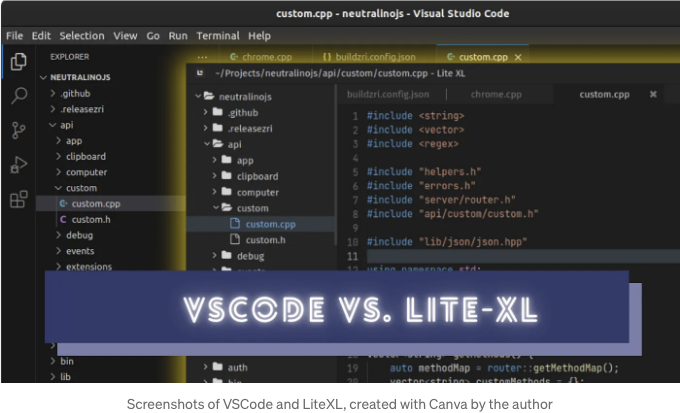 custom.cpp - neutralinojs - Visual Studio Code
File Edit Selection View Go Run Terminal Help
EXPLORER
... chrome.cpp {} buildzri.config.json custom.cpp ×
NEUTRALINOJS
.github
.releasezri
api
app
clipboard
computer
custom
custom.cpp
custom.h
debug
events
extensions
bin
lib
~/Projects/neutralinojs/api/custom/custom.cpp - Lite XL
neutralinojs
.github
.releasezri
api
app
clipboard
computer
custom
custom.cpp
custom.h
debug
auth
buildzri.config.json chrome.cpp custom.cpp ×
1 #include <string>
2 #include <vector>
3 #include <regex>
4
5 #include "helpers.h"
6 #include "errors.h"
7 #include "server/router.h"
8 #include "api/custom/custom.h"
9
10 #include "lib/json/json.hpp"
11
using namespace std;
VSCODE VS. LITE-XL
19 auto methodMap = router::getMethodMap();
vector<string> customMethods = {};
Screenshots of VSCode and LiteXL, created with Canva by the author